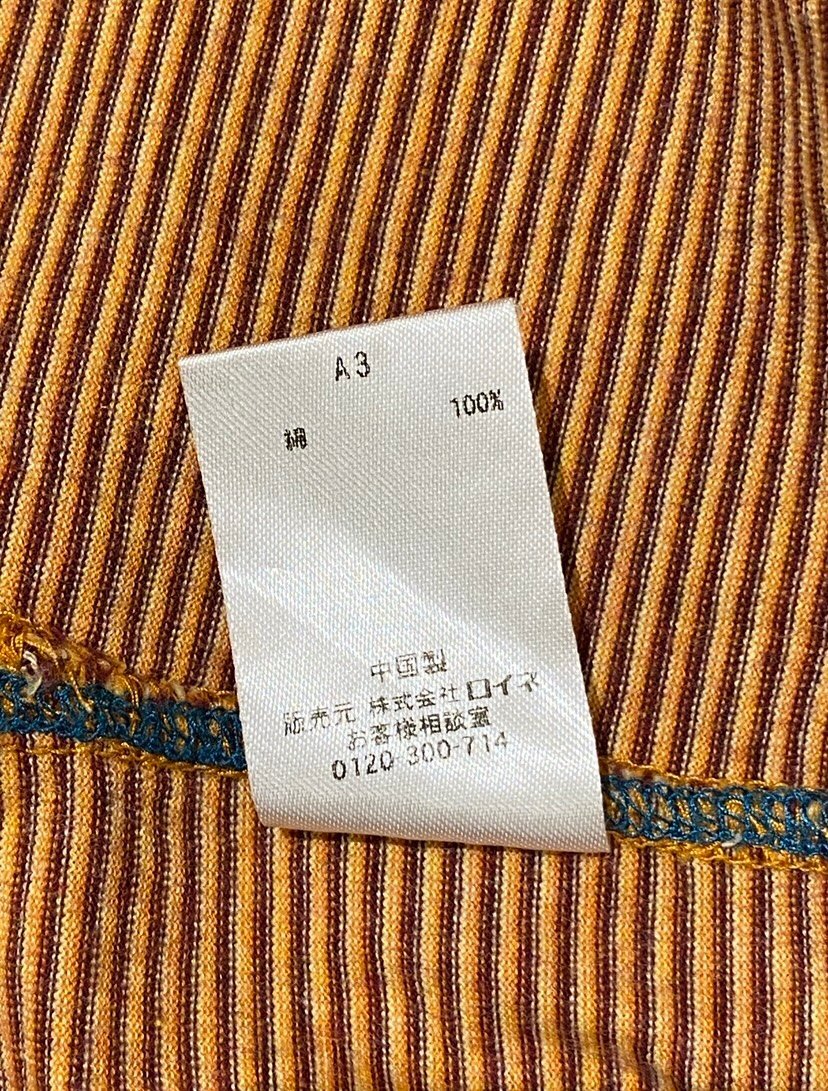 A3
綿 100%
中国製
販売元 株式会社ロイネ
お客様相談室
0120-300-714